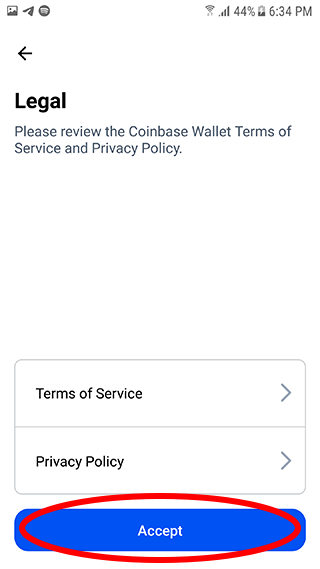 44% 6:34 PM
Legal
Please review the Coinbase Wallet Terms of
Service and Privacy Policy.
Terms of Service
Privacy Policy
Accept